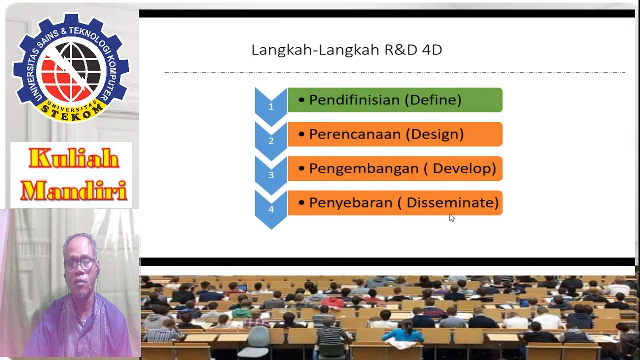 UNIVERSITAS SAINS & TEKNOLOGI KOMPUTER
UNIVERSITAS
STEKOM
Kuliah
Mandiri
Langkah-Langkah R&D 4D
1 • Pendifinisian (Define)
2 • Perencanaan (Design)
3 • Pengembangan ( Develop)
4 • Penyebaran ( Disseminate)